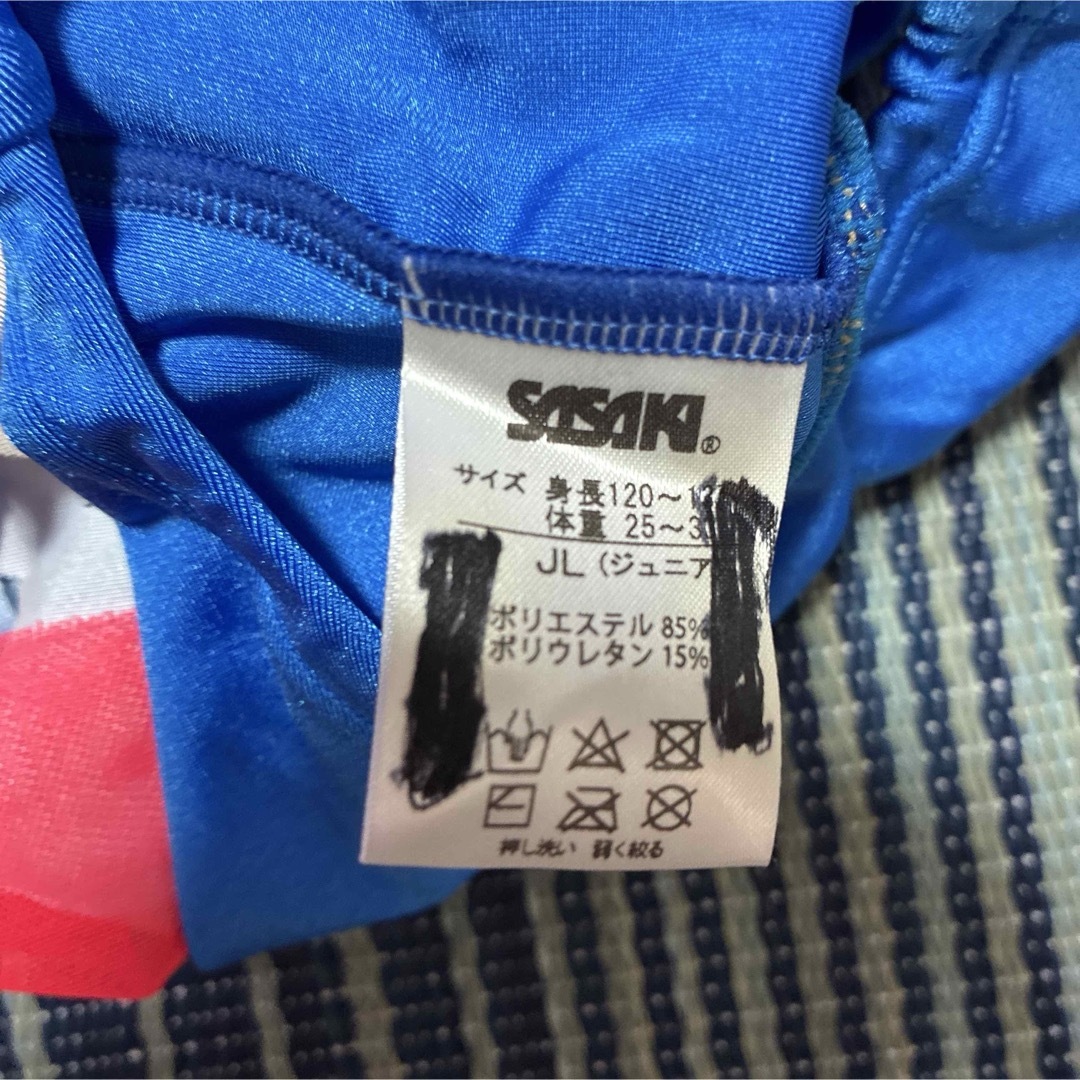 SASAKI®
サイズ 身長120〜1
体重 25〜3
JL (ジュニア
ポリエステル 85%
ポリウレタン 15%
押し洗い 弱く絞る